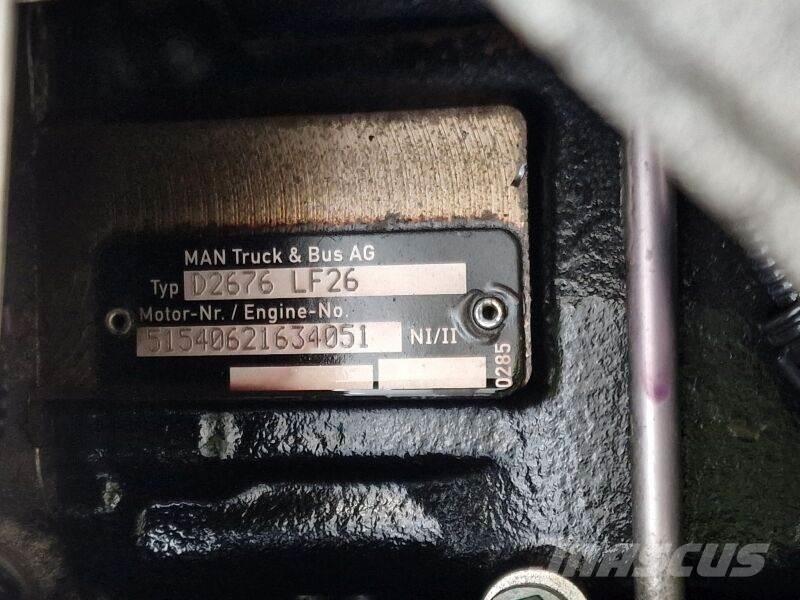 MAN Truck & Bus AG
Typ D2676 LF26
Motor-Nr. / Engine-No.
51540621634051 NI/II
0285
MASCUS